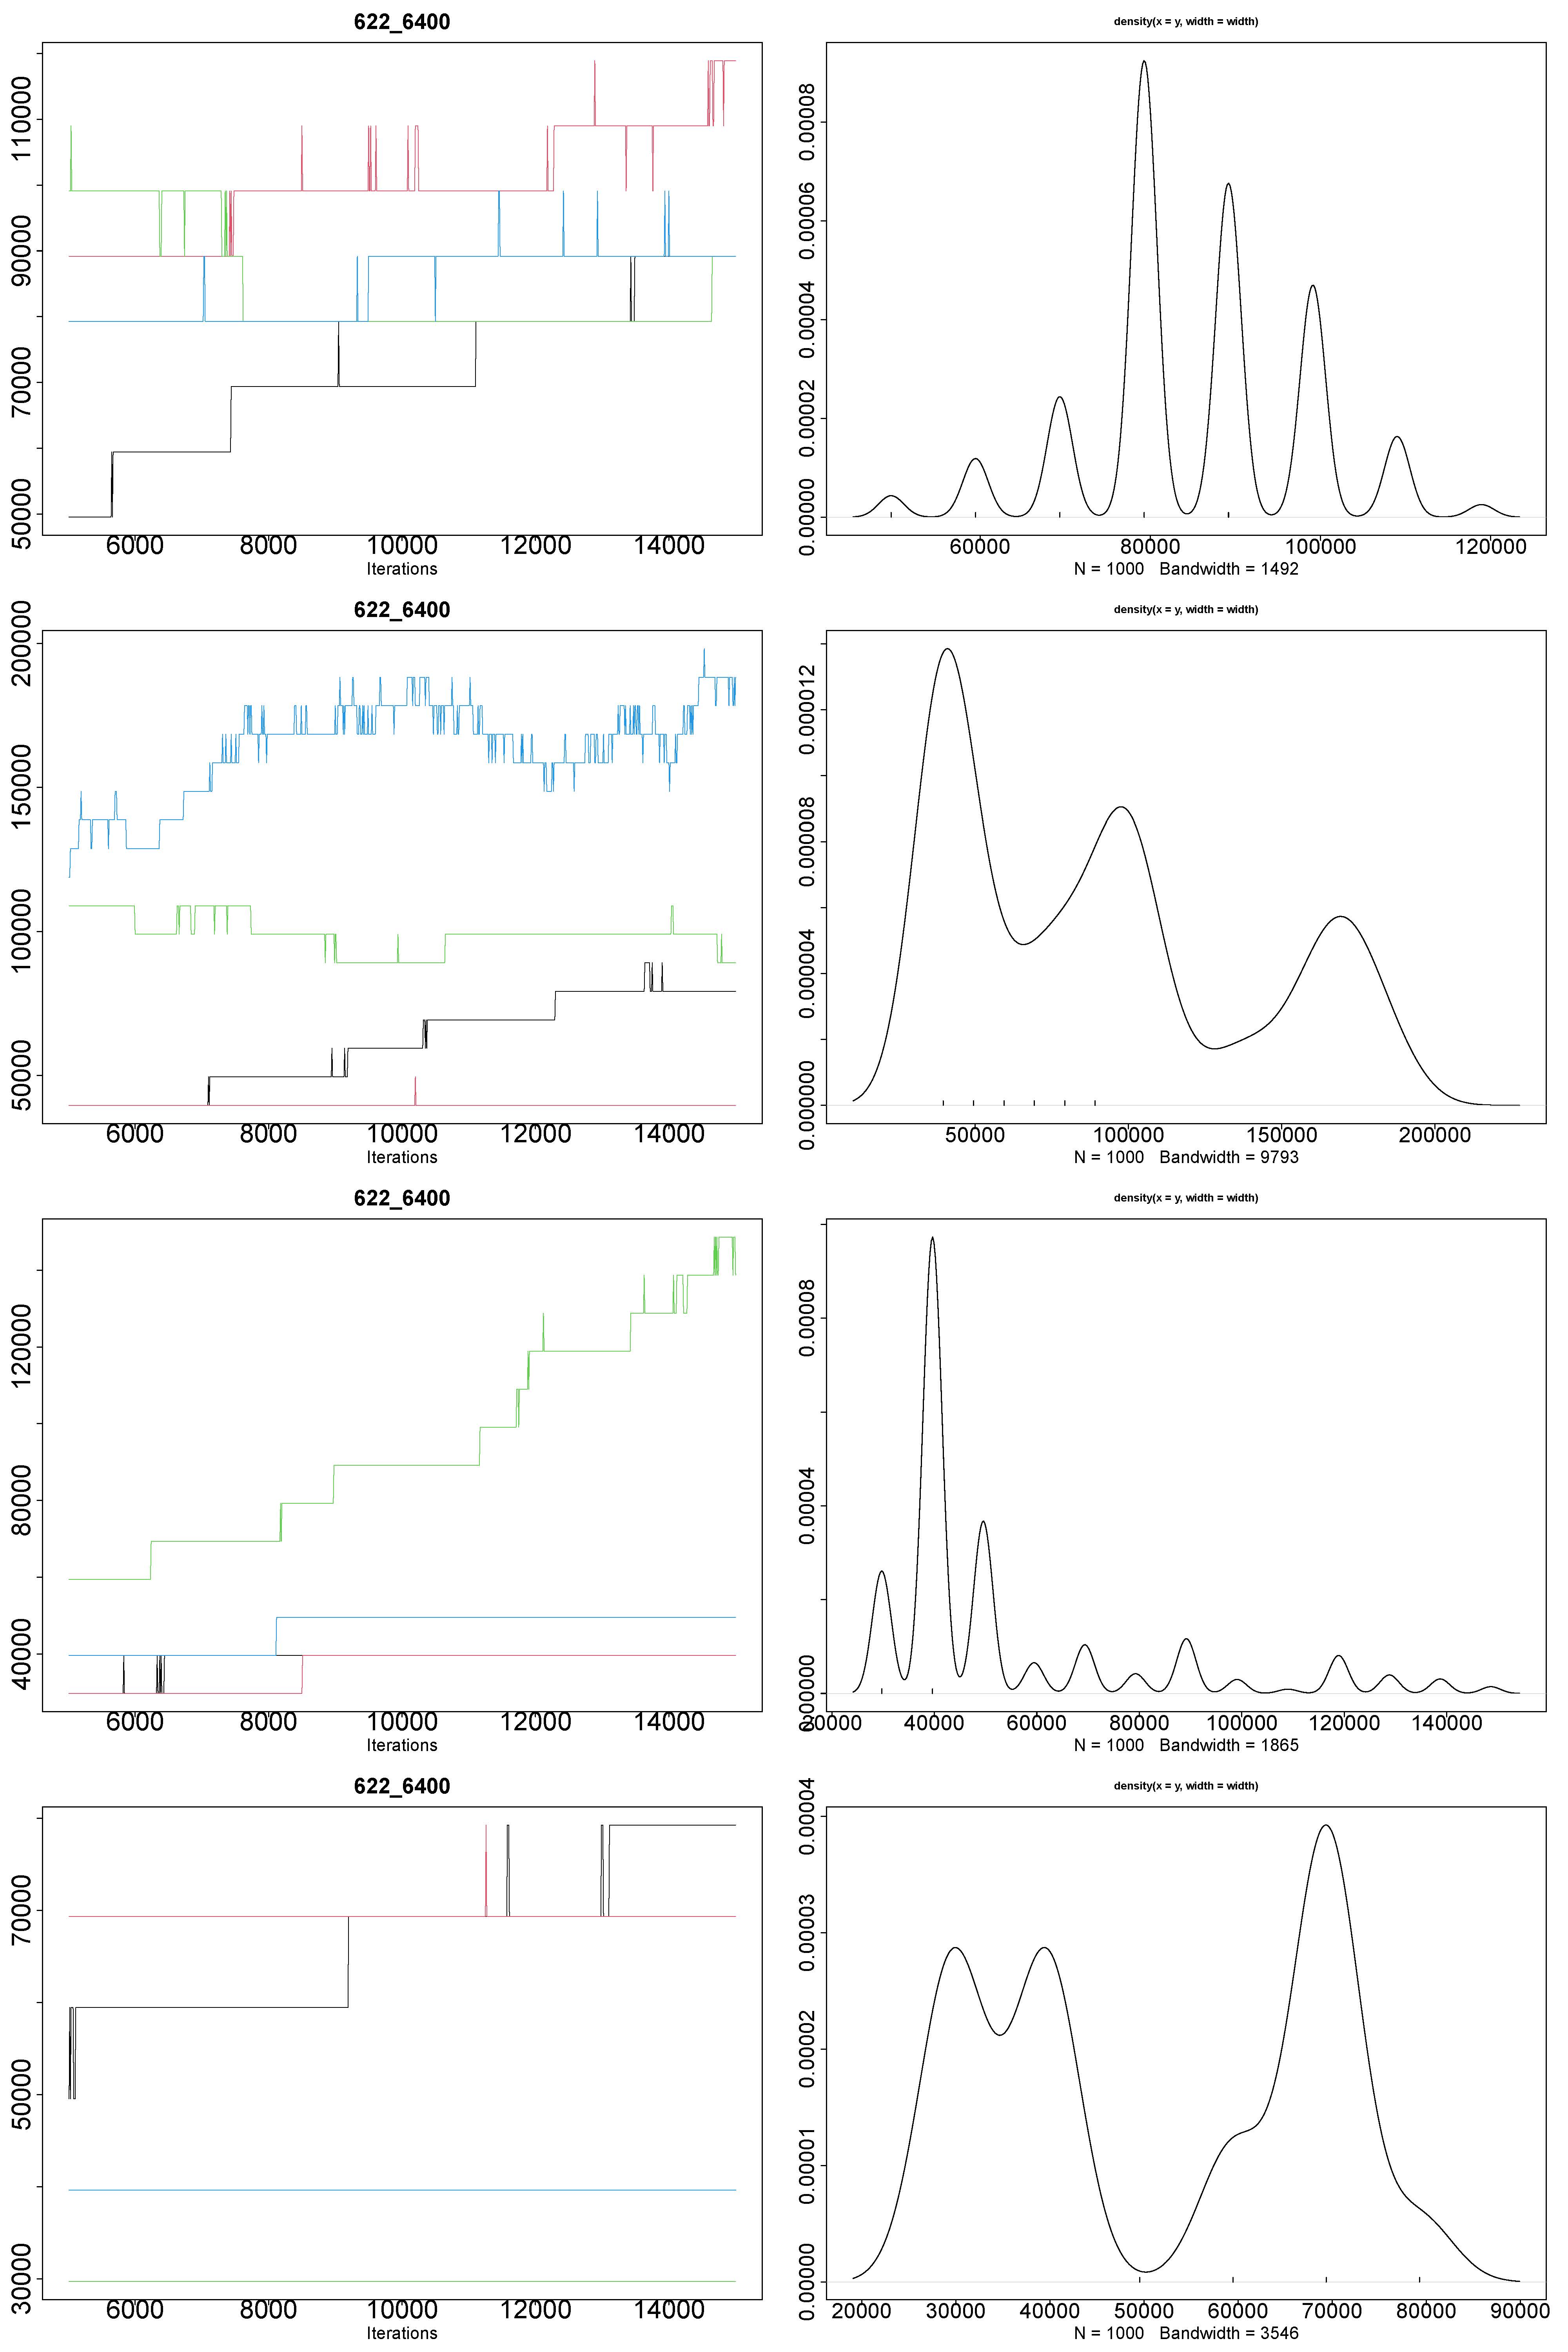 622_6400
110000
90000
70000
50000
6000 8000 10000 12000 14000
Iterations
density(x = y, width = width)
0.00008
0.00006
0.00004
0.00002
0.00000
60000 80000 100000 120000
N = 1000 Bandwidth = 1492
622_6400
200000
150000
100000
50000
6000 8000 10000 12000 14000
Iterations
density(x = y, width = width)
0.000012
0.000008
0.000004
0.000000
50000 100000 150000 200000
N = 1000 Bandwidth = 9793
622_6400
120000
80000
40000
6000 8000 10000 12000 14000
Iterations
density(x = y, width = width)
0.00008
0.00004
0.00000
20000 40000 60000 80000 100000 120000 140000
N = 1000 Bandwidth = 1865
622_6400
70000
50000
30000
6000 8000 10000 12000 14000
Iterations
density(x = y, width = width)
0.00004
0.00003
0.00002
0.00001
0.00000
20000 30000 40000 50000 60000 70000 80000 90000
N = 1000 Bandwidth = 3546